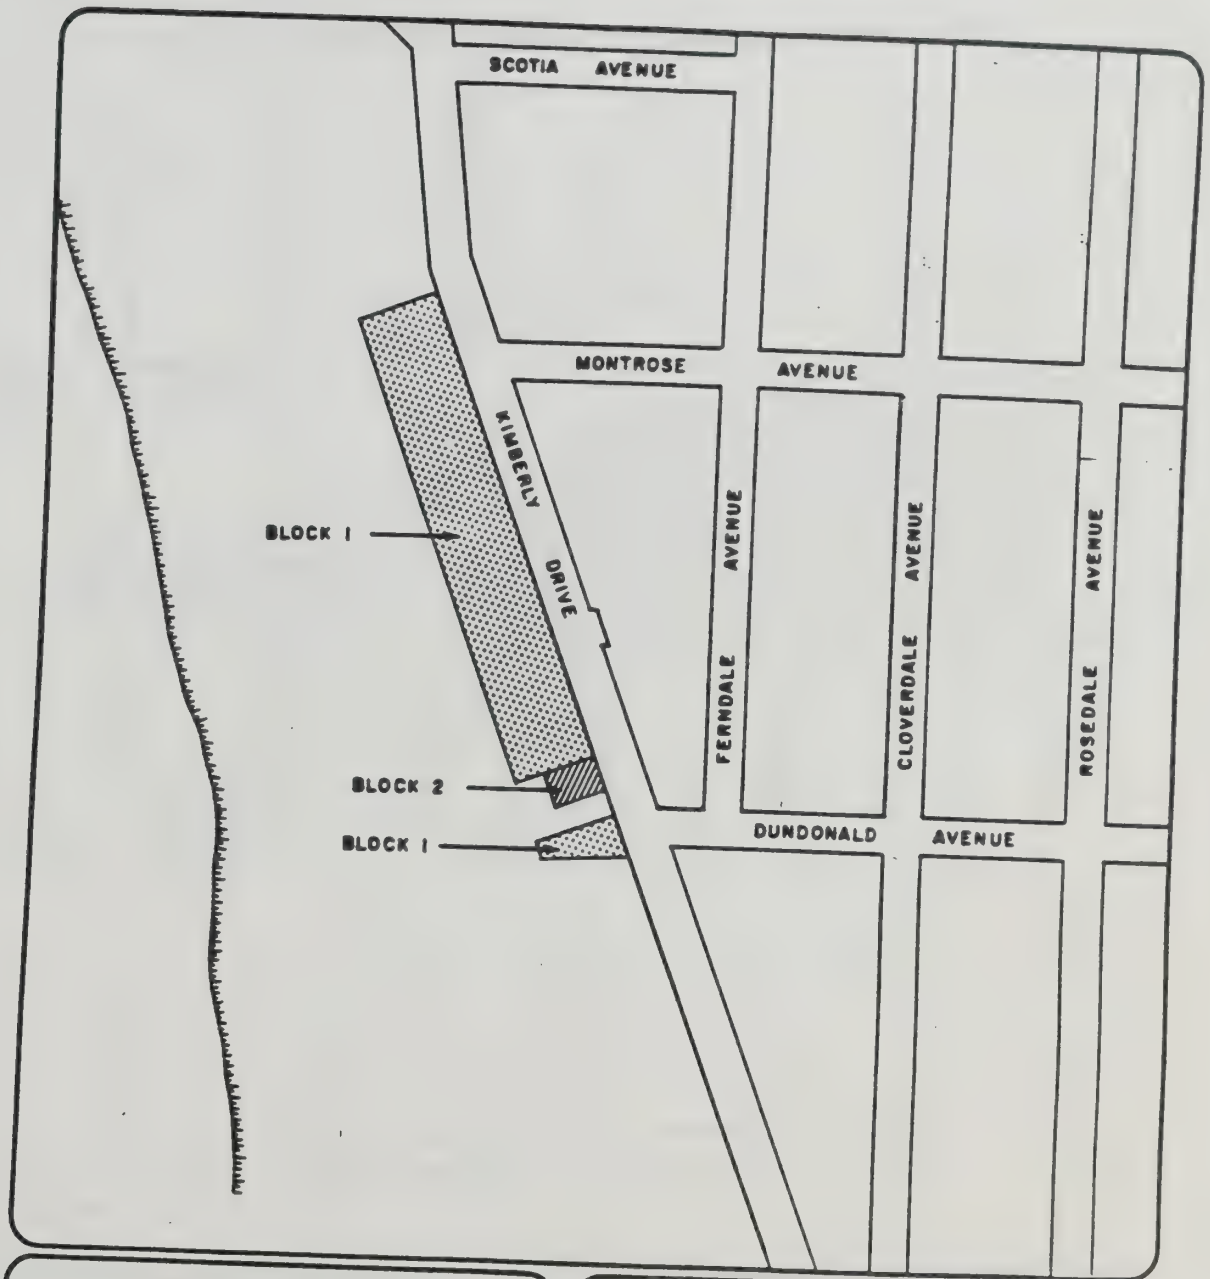 SCOTIA AVENUE
MONTROSE AVENUE
KIMBERLY DRIVE
BLOCK 1
FERNDALE AVENUE
CLOVERDALE AVENUE
ROSEDALE AVENUE
BLOCK 2
BLOCK 1
DUNDONALD AVENUE